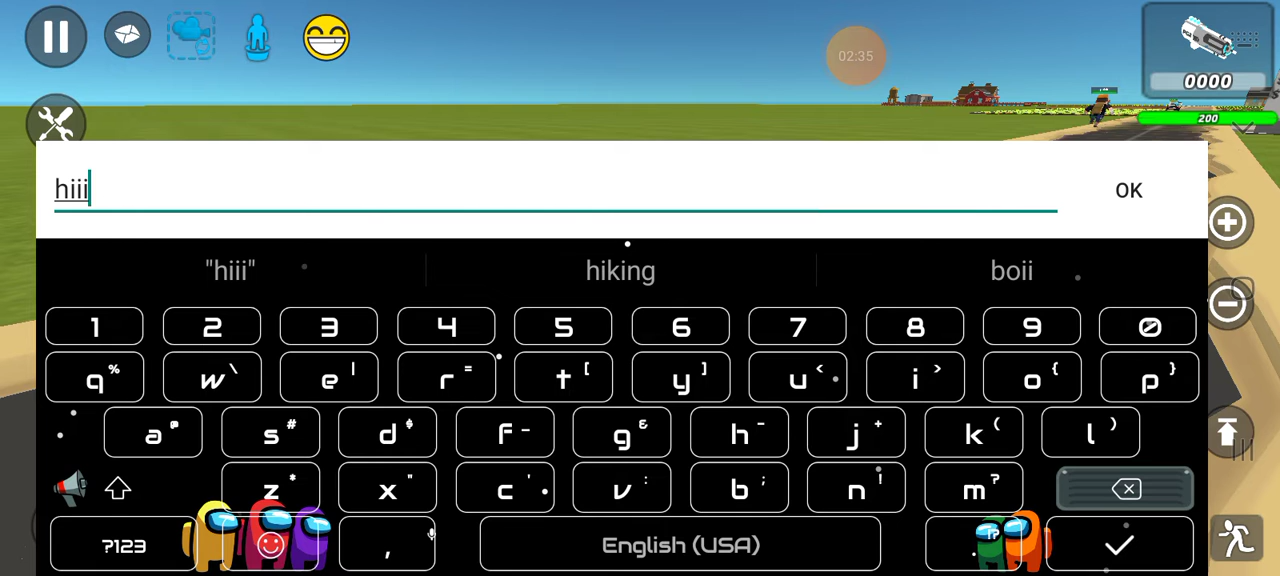 02:35
0000
200
hiii
OK
"hiii" hiking boii
1 2 3 4 5 6 7 8 9 0
q % w \ e | r = t [ y ] u < i > o { p }
a @ s # d $ f - g & h - j + k ( l )
z * x " c ' v : b ; n ! m ?
?123 , English (USA) .